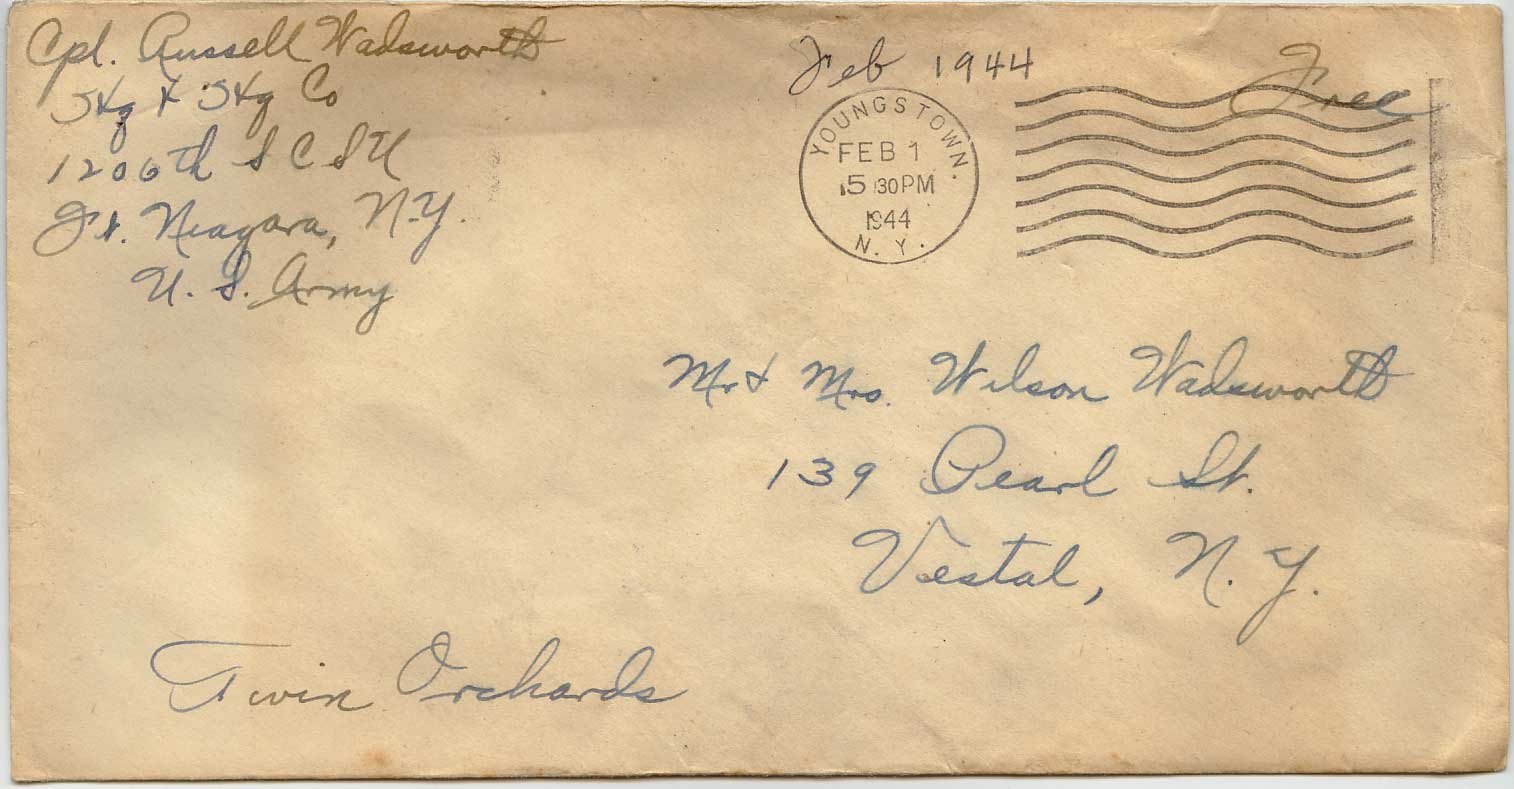 Cpl. Russell Wadsworth
Hq & Hq Co
1206th S C S U
Ft. Niagara, N.Y.
U. S. Army
Feb 1944
Free
YOUNGSTOWN.
FEB 1
5 30PM
1944
N. Y.
Mr & Mrs. Wilson Wadsworth
139 Pearl St.
Vestal, N. Y.
Twin Orchards